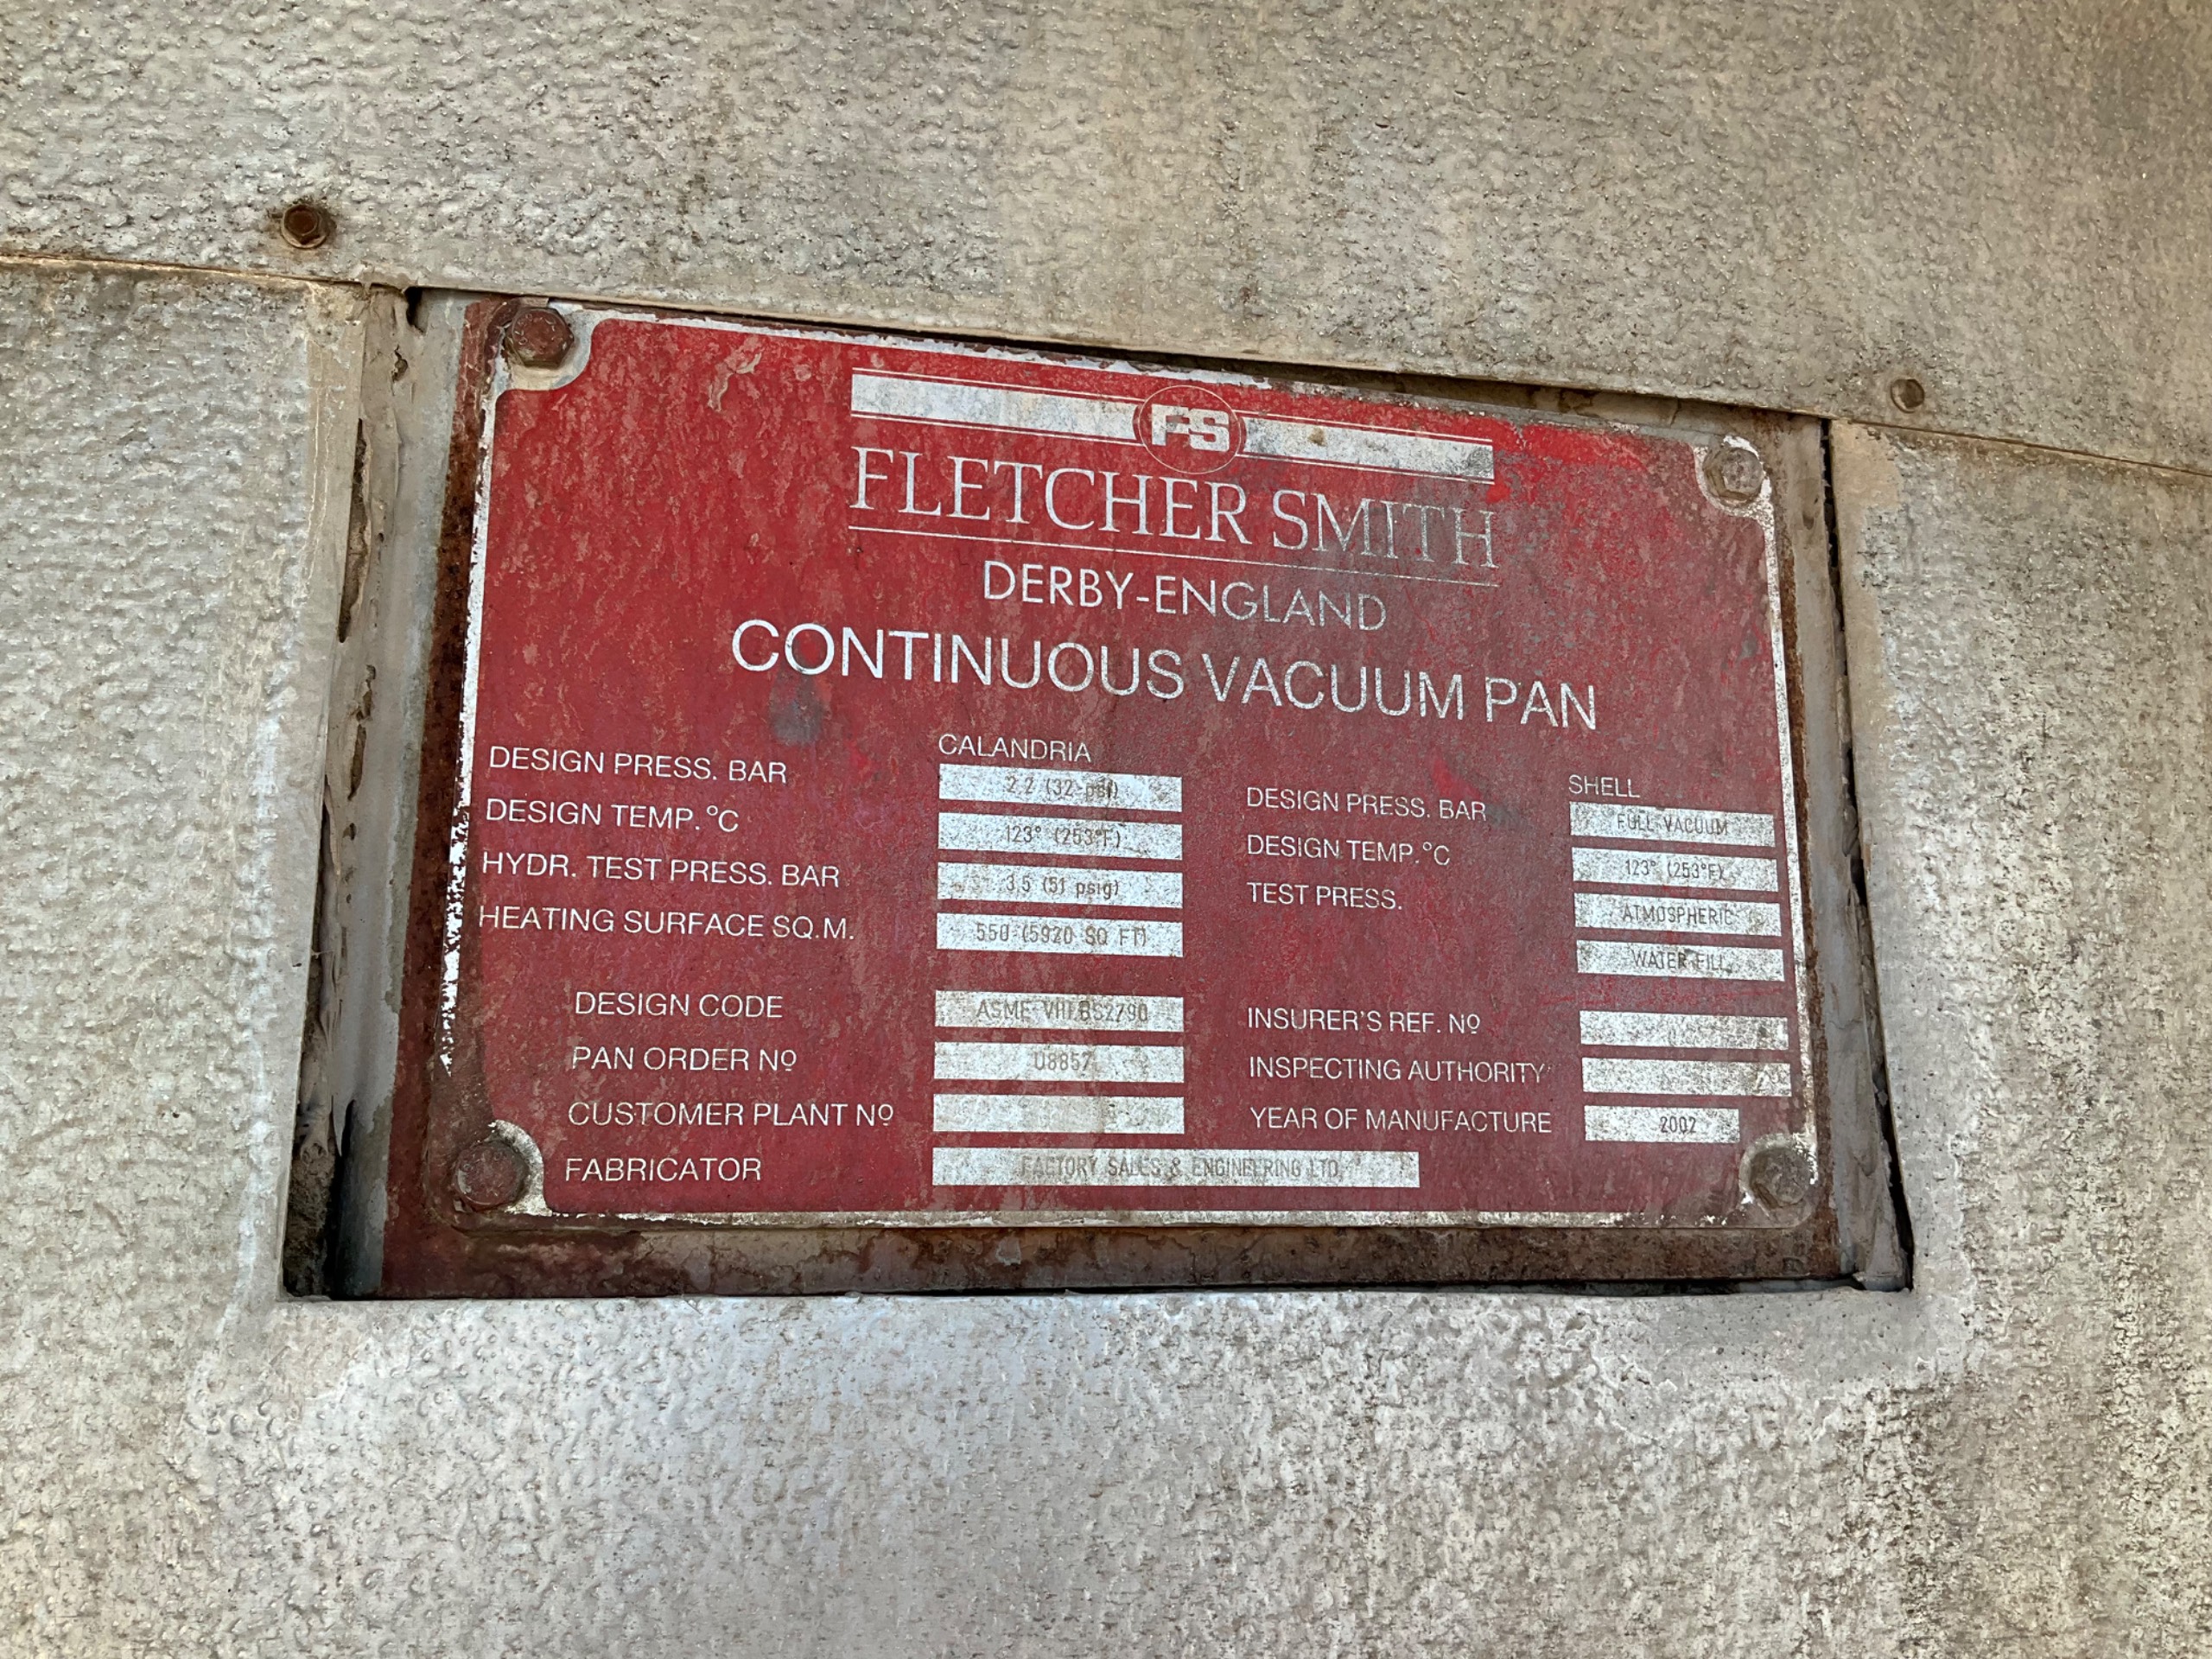 FS
FLETCHER SMITH
DERBY-ENGLAND
CONTINUOUS VACUUM PAN
CALANDRIA
DESIGN PRESS. BAR 2.2 (32 psi)
DESIGN TEMP. °C 123° (253°F)
HYDR. TEST PRESS. BAR 3.5 (51 psig)
HEATING SURFACE SQ.M. 550 (5920 SQ FT)
SHELL
DESIGN PRESS. BAR FULL VACUUM
DESIGN TEMP. °C 123° (253°F)
TEST PRESS. ATMOSPHERIC
WATER FILL
DESIGN CODE ASME VIII BS2790
PAN ORDER Nº U8857
CUSTOMER PLANT Nº
FABRICATOR FACTORY SALES & ENGINEERING LTD.
INSURER'S REF. Nº
INSPECTING AUTHORITY
YEAR OF MANUFACTURE 2002